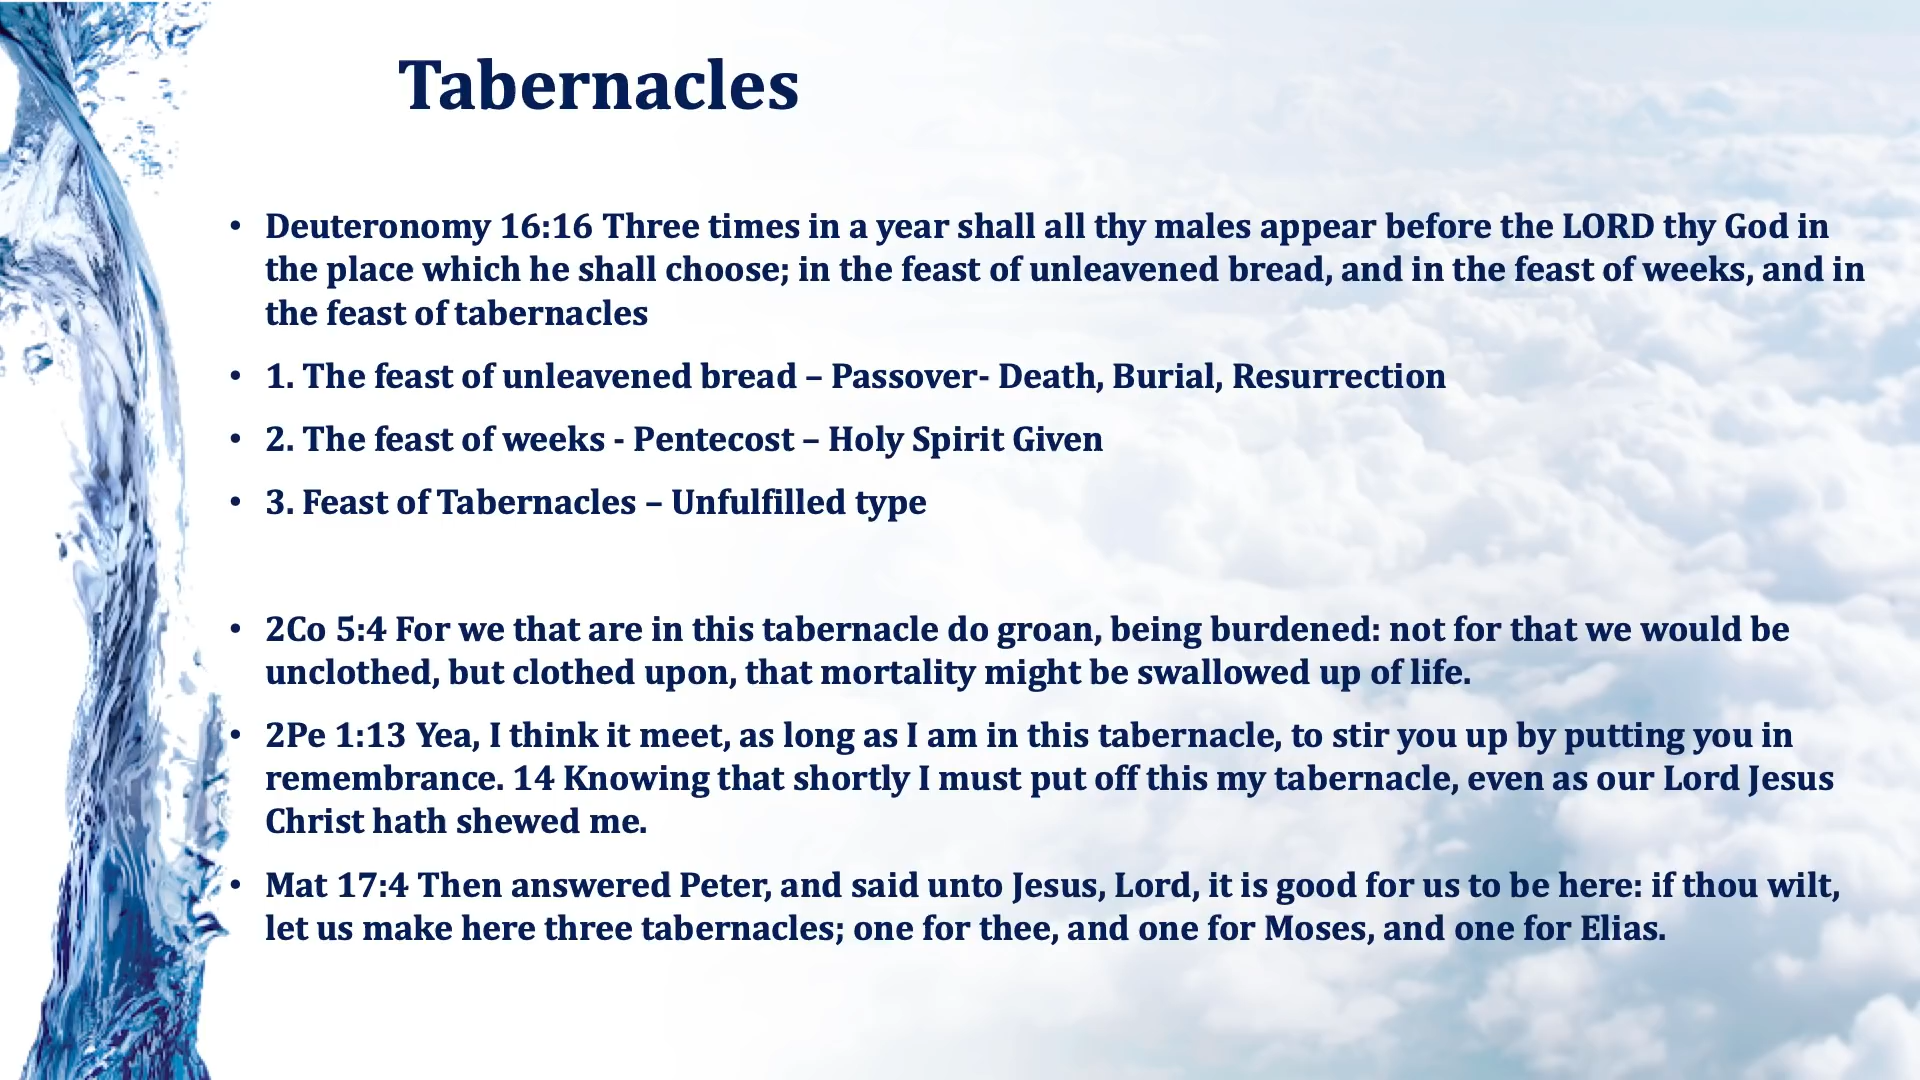 Tabernacles
• Deuteronomy 16:16 Three times in a year shall all thy males appear before the LORD thy God in
the place which he shall choose; in the feast of unleavened bread, and in the feast of weeks, and in
the feast of tabernacles
• 1. The feast of unleavened bread – Passover- Death, Burial, Resurrection
• 2. The feast of weeks - Pentecost – Holy Spirit Given
• 3. Feast of Tabernacles – Unfulfilled type
• 2Co 5:4 For we that are in this tabernacle do groan, being burdened: not for that we would be
unclothed, but clothed upon, that mortality might be swallowed up of life.
• 2Pe 1:13 Yea, I think it meet, as long as I am in this tabernacle, to stir you up by putting you in
remembrance. 14 Knowing that shortly I must put off this my tabernacle, even as our Lord Jesus
Christ hath shewed me.
• Mat 17:4 Then answered Peter, and said unto Jesus, Lord, it is good for us to be here: if thou wilt,
let us make here three tabernacles; one for thee, and one for Moses, and one for Elias.